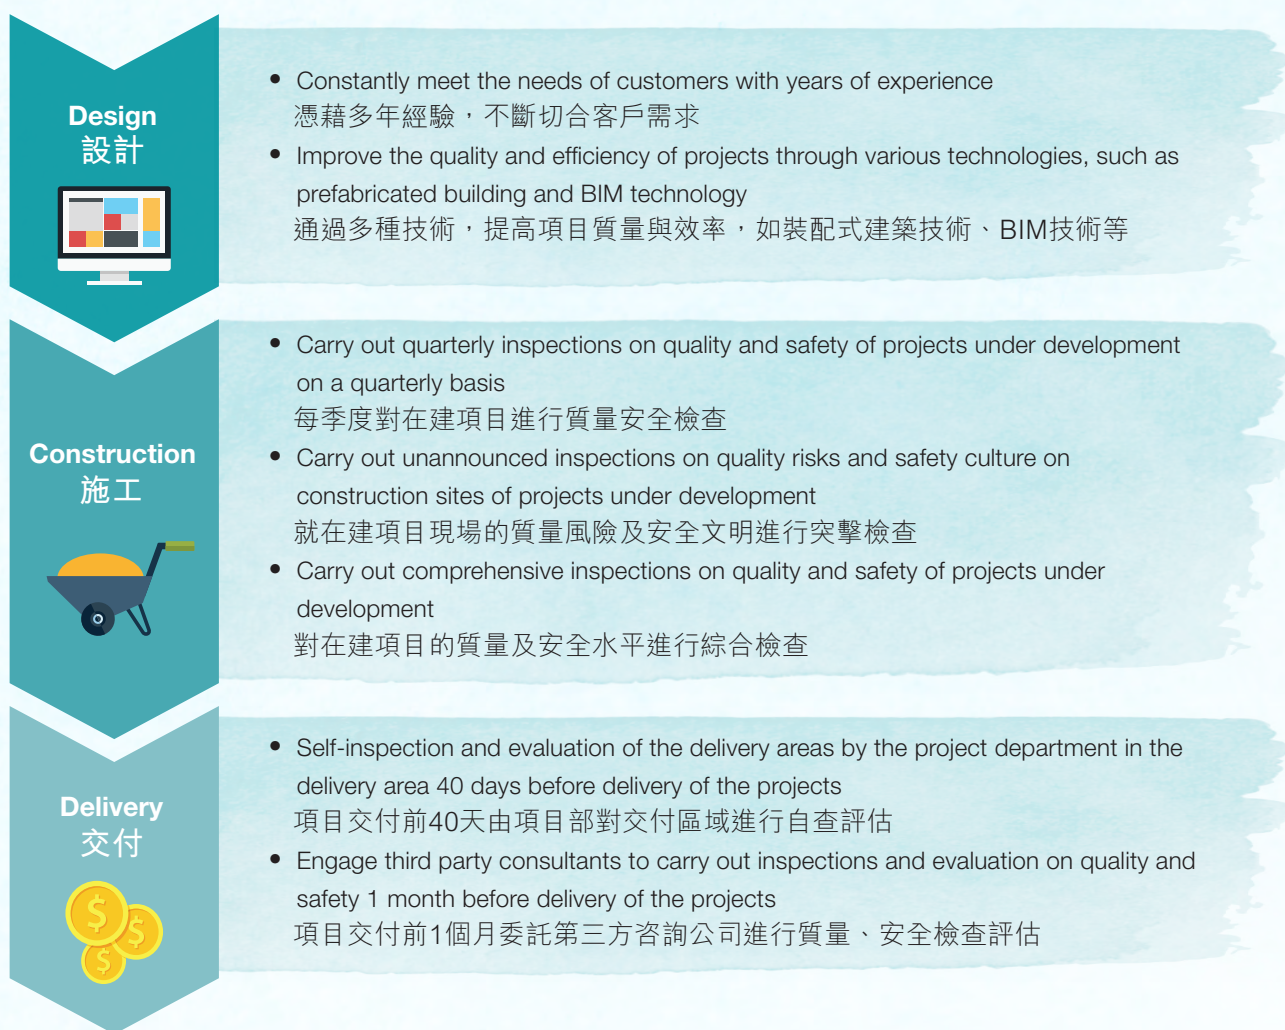 Design
設計
• Constantly meet the needs of customers with years of experience
憑藉多年經驗，不斷切合客戶需求
• Improve the quality and efficiency of projects through various technologies, such as
prefabricated building and BIM technology
通過多種技術，提高項目質量與效率，如裝配式建築技術、BIM技術等
Construction
施工
• Carry out quarterly inspections on quality and safety of projects under development
on a quarterly basis
每季度對在建項目進行質量安全檢查
• Carry out unannounced inspections on quality risks and safety culture on
construction sites of projects under development
就在建項目現場的質量風險及安全文明進行突擊檢查
• Carry out comprehensive inspections on quality and safety of projects under
development
對在建項目的質量及安全水平進行綜合檢查
Delivery
交付
$
$
$
• Self-inspection and evaluation of the delivery areas by the project department in the
delivery area 40 days before delivery of the projects
項目交付前40天由項目部對交付區域進行自查評估
• Engage third party consultants to carry out inspections and evaluation on quality and
safety 1 month before delivery of the projects
項目交付前1個月委託第三方咨詢公司進行質量、安全檢查評估